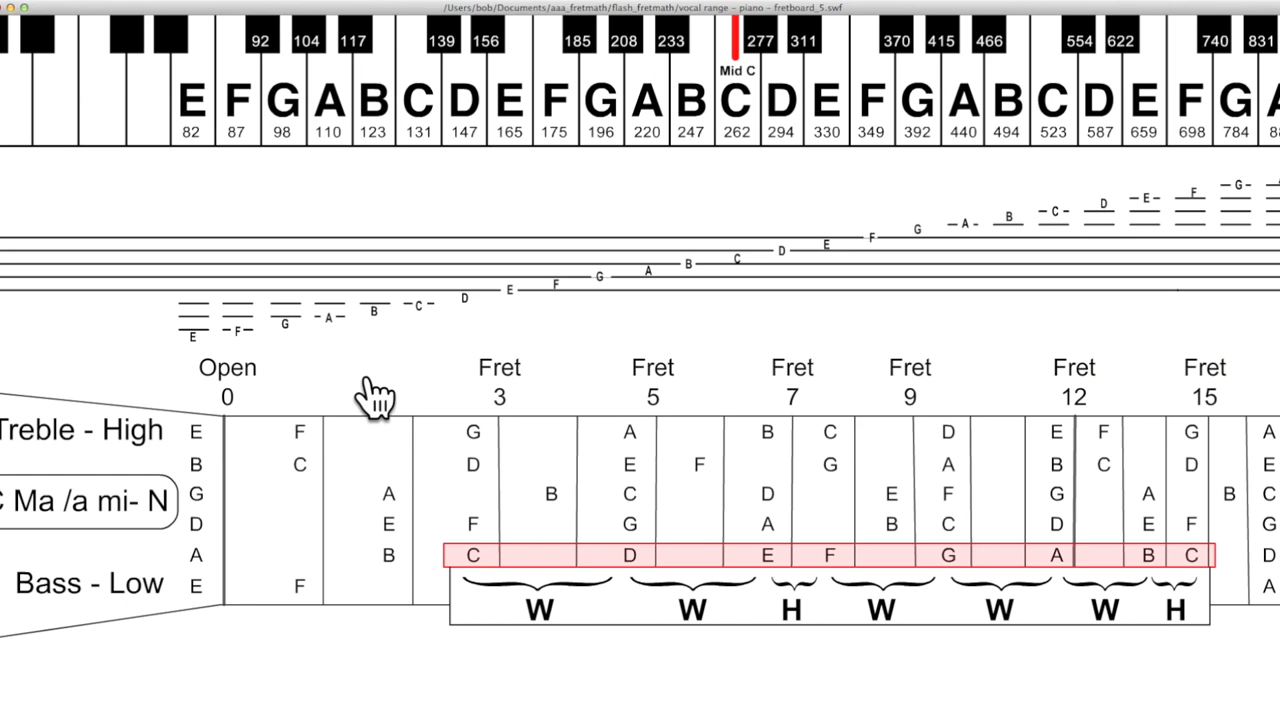 /Users/bob/Documents/aaa_fretmath/flash_fretmath/vocal range – piano – fretboard_5.swf
92 104 117 139 156 185 208 233 277 311 370 415 466 554 622 740 831
Mid C
E F G A B C D E F G A B C D E F G A B C D E F G A
82 87 98 110 123 131 147 165 175 196 220 247 262 294 330 349 392 440 494 523 587 659 698 784
E F G A B C D E F G A B C D E F G A B C D E F G
Open Fret Fret Fret Fret Fret Fret
0 3 5 7 9 12 15
Treble - High E F G A B C D E F G A
B C D E F G A B C D E
C Ma /a mi- N G A B C D E F G A B C
D E F G A B C D E F G
A B C D E F G A B C D
Bass - Low E F A
W W H W W W H